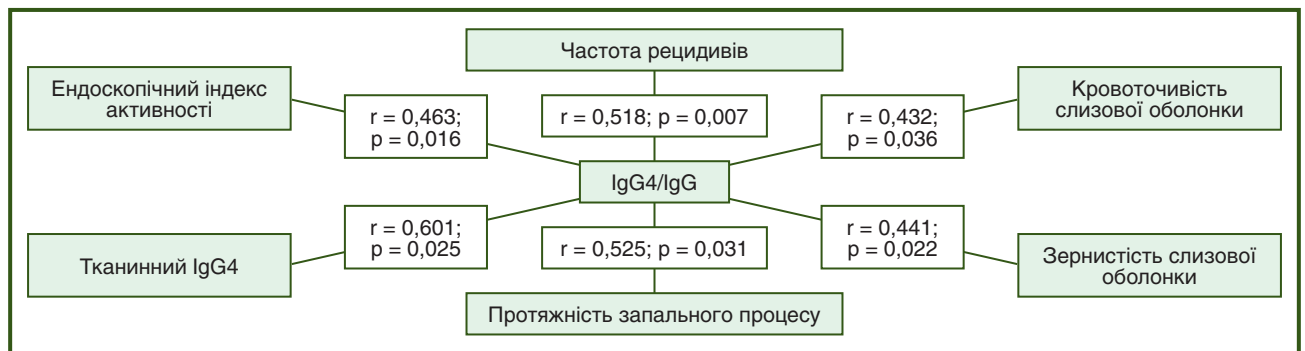 Частота рецидивів
Ендоскопічний індекс
активності
Кровоточивість
слизової оболонки
r = 0,463;
p = 0,016
r = 0,518; p = 0,007
r = 0,432;
p = 0,036
IgG4/IgG
r = 0,601;
p = 0,025
r = 0,525; p = 0,031
r = 0,441;
p = 0,022
Тканинний IgG4
Зернистість слизової
оболонки
Протяжність запального процесу